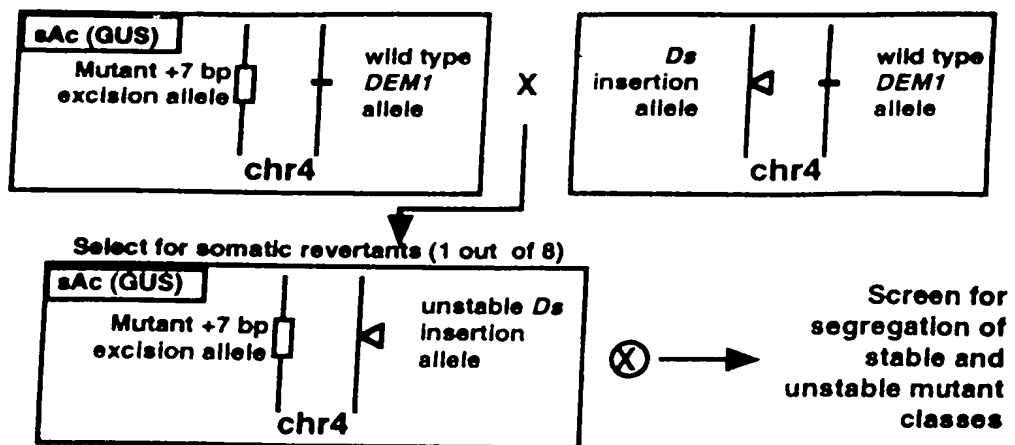 sAc (GUS)
Mutant +7 bp
excision allele
wild type
DEM1
allele
chr4
X
Ds
insertion
allele
wild type
DEM1
allele
chr4
Select for somatic revertants (1 out of 8)
sAc (GUS)
Mutant +7 bp
excision allele
unstable Ds
insertion
allele
chr4
X
Screen for
segregation of
stable and
unstable mutant
classes